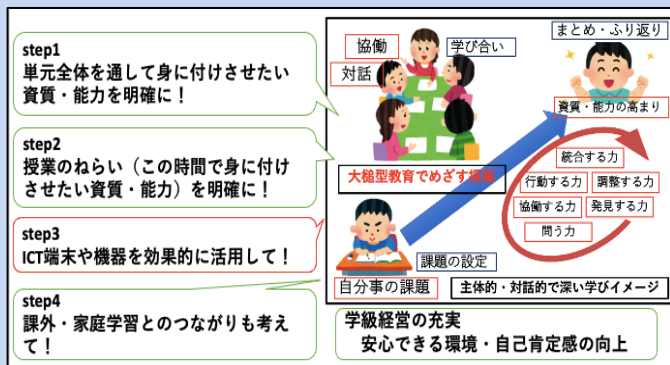 step1
単元全体を通して身に付けさせたい
資質・能力を明確に！
step2
授業のねらい（この時間で身に付け
させたい資質・能力）を明確に！
step3
ICT端末や機器を効果的に活用して！
step4
課外・家庭学習とのつながりも考え
て！
協働
学び合い
対話
まとめ・ふり返り
資質・能力の高まり
大槌型教育でめざす授業
統合する力
行動する力
調整する力
協働する力
発見する力
問う力
課題の設定
自分事の課題
主体的・対話的で深い学びイメージ
学級経営の充実
安心できる環境・自己肯定感の向上